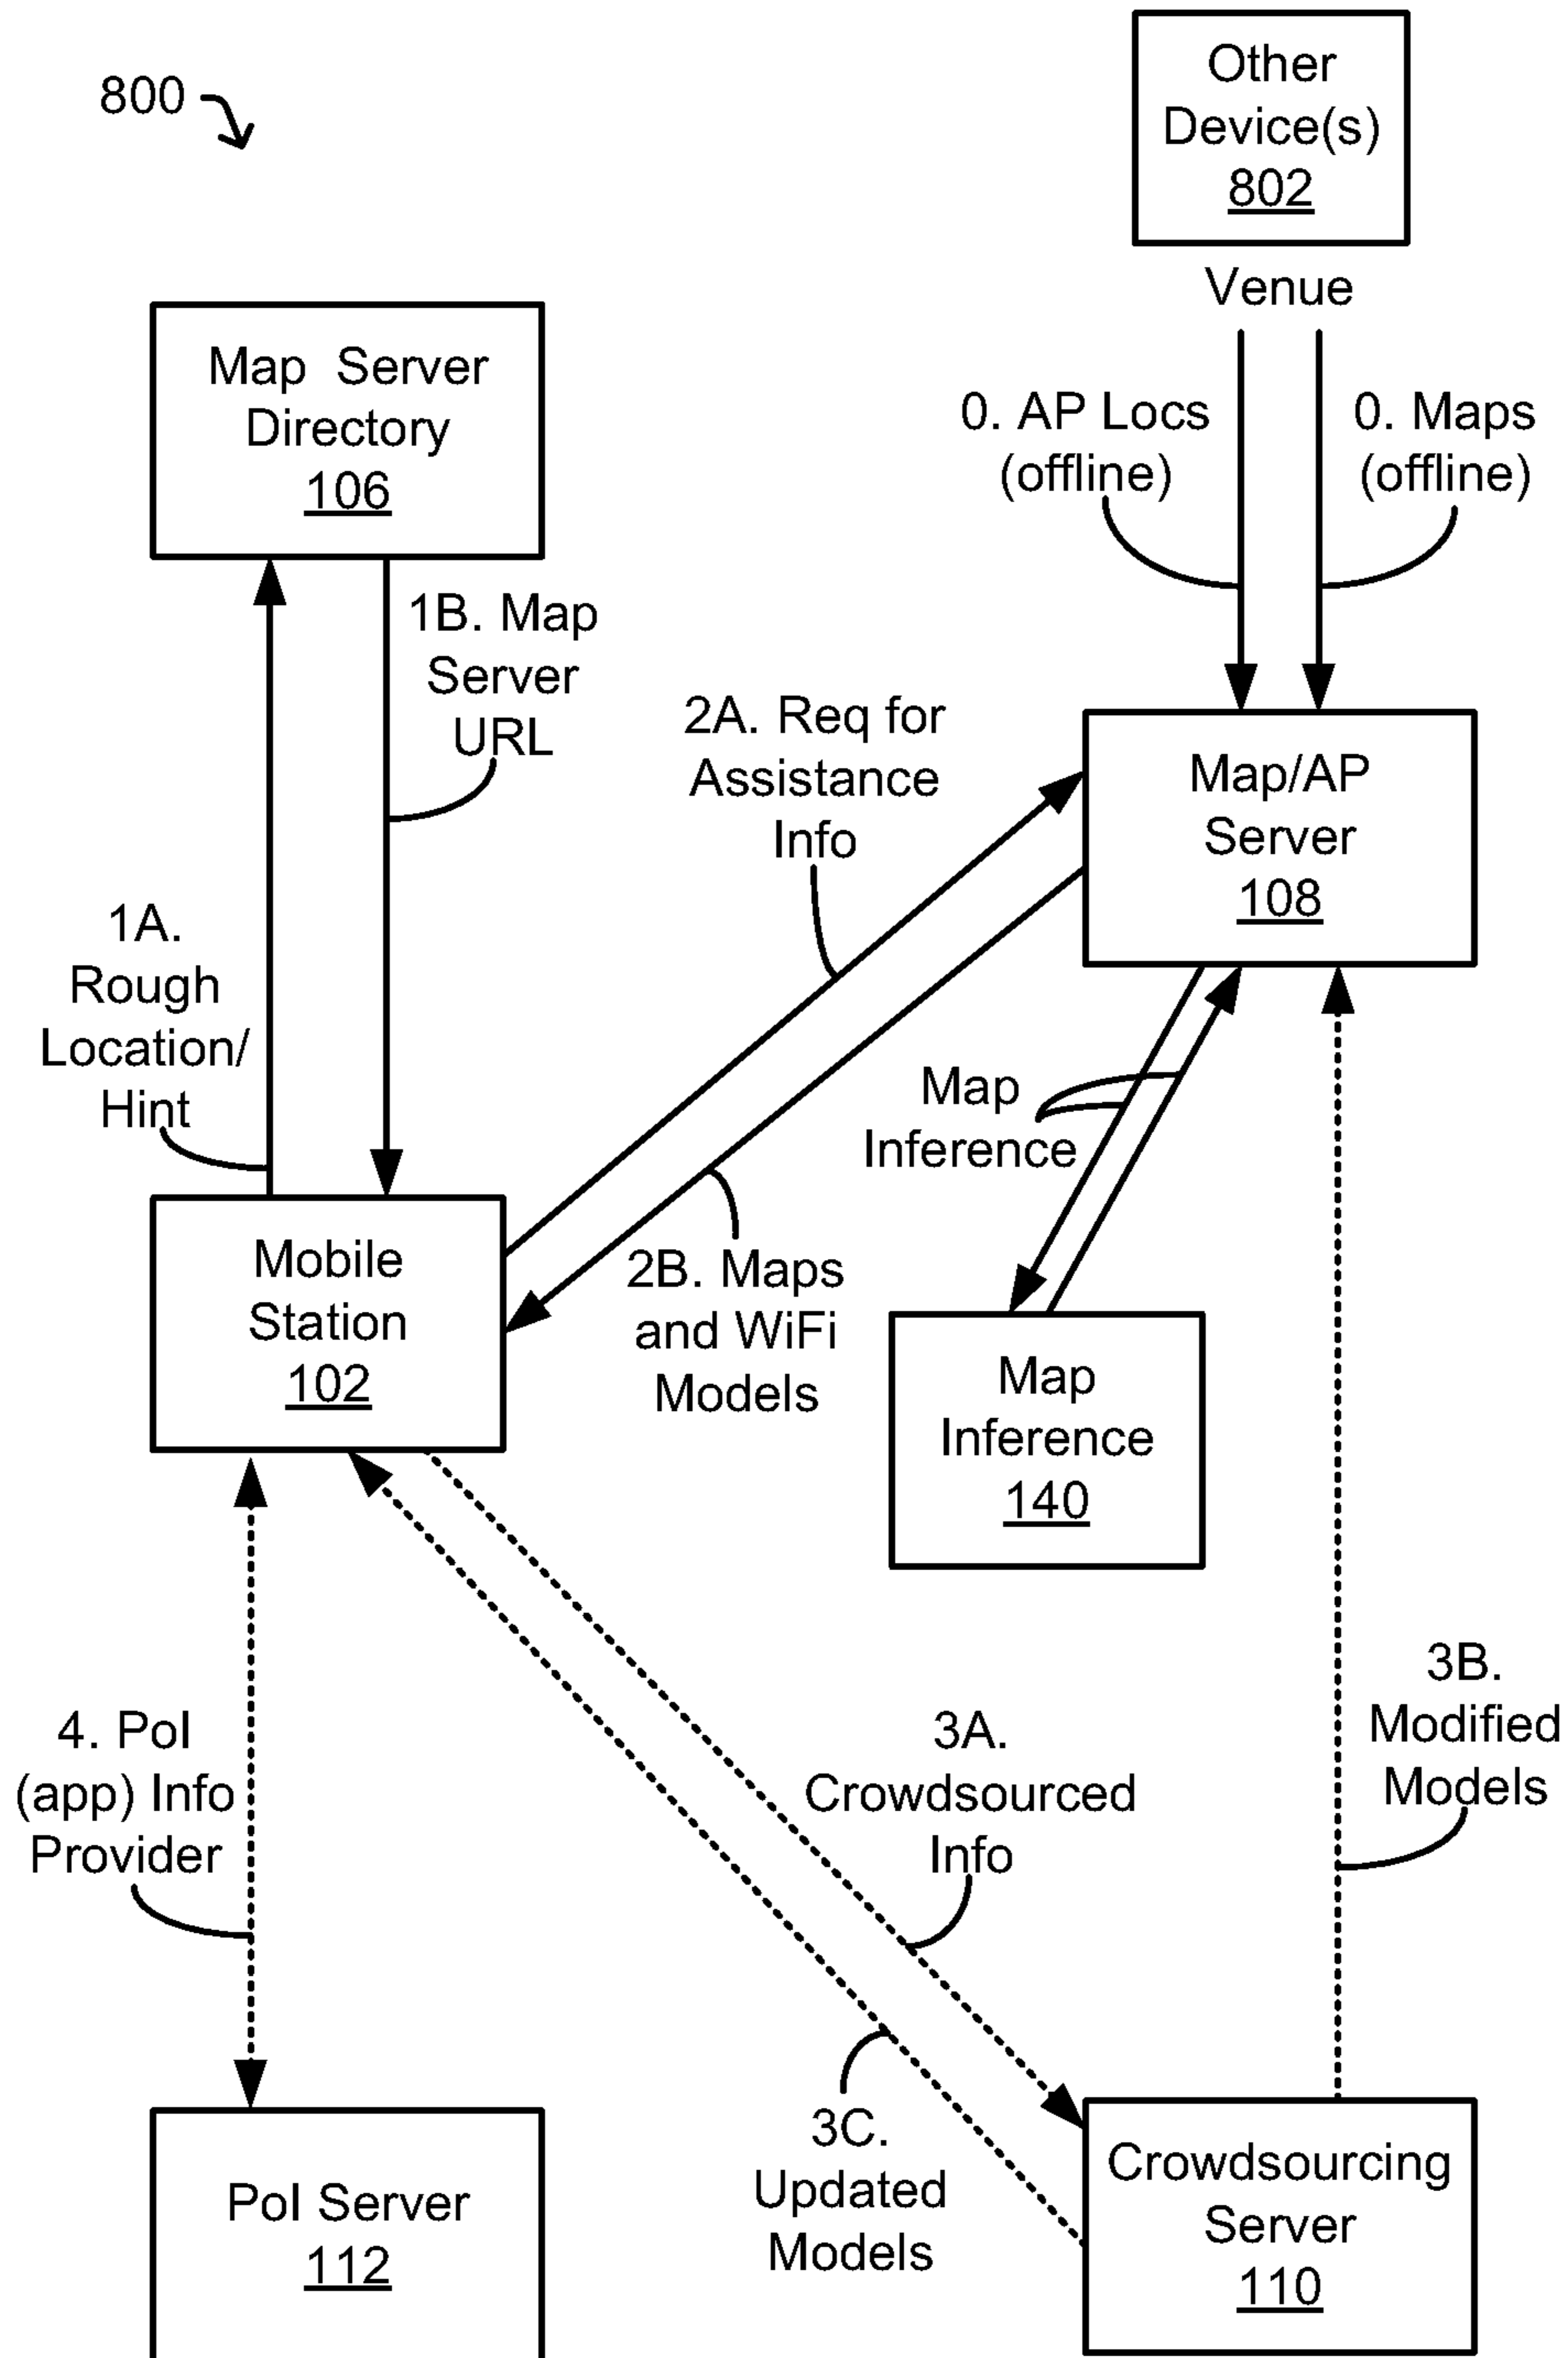 800
Other
Device(s)
802
Venue
0. AP Locs
(offline)
0. Maps
(offline)
Map Server
Directory
106
1B. Map
Server
URL
2A. Req for
Assistance
Info
Map/AP
Server
108
1A.
Rough
Location/
Hint
Map
Inference
Mobile
Station
102
2B. Maps
and WiFi
Models
Map
Inference
140
3B.
Modified
Models
4. PoI
(app) Info
Provider
3A.
Crowdsourced
Info
3C.
Updated
Models
PoI Server
112
Crowdsourcing
Server
110